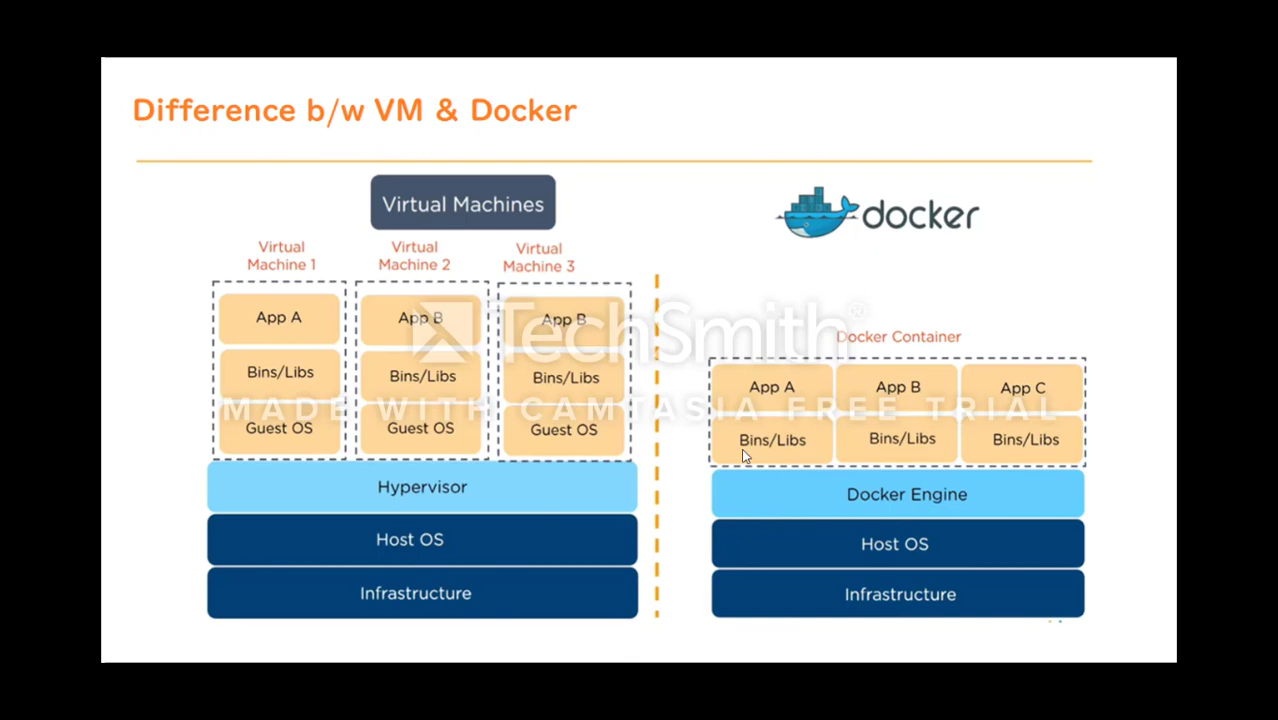 Difference b/w VM & Docker
Virtual Machines
docker
Virtual
Machine 1
Virtual
Machine 2
Virtual
Machine 3
App A
App B
App B
Bins/Libs
Bins/Libs
Bins/Libs
Guest OS
Guest OS
Guest OS
Hypervisor
Host OS
Infrastructure
Docker Container
App A
App B
App C
Bins/Libs
Bins/Libs
Bins/Libs
Docker Engine
Host OS
Infrastructure
TechSmith®
MADE WITH CAMTASIA FREE TRIAL